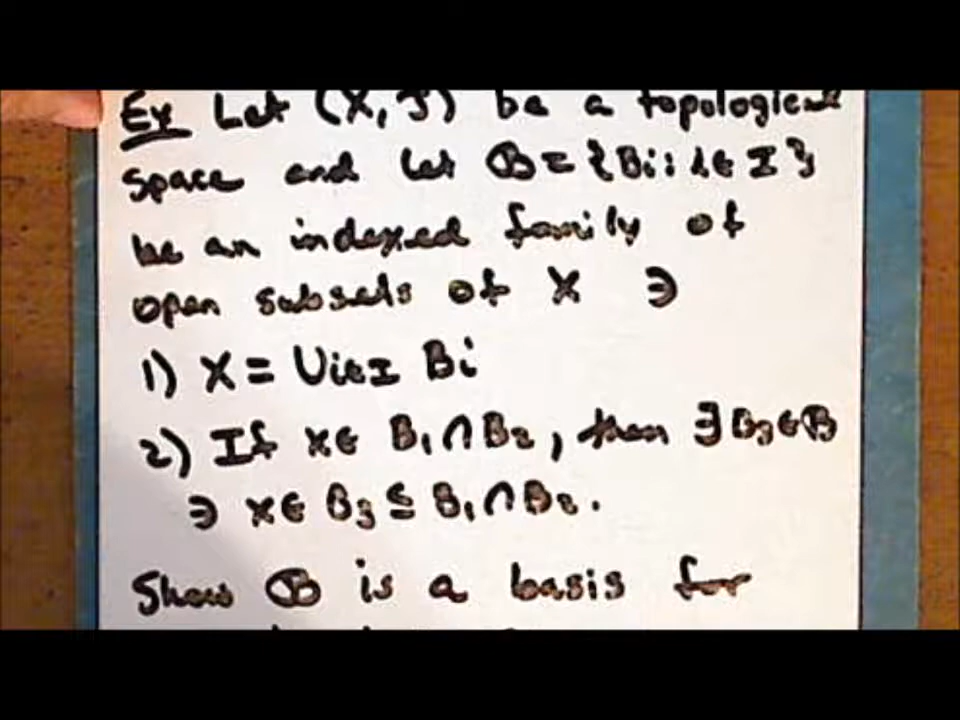 Ex Let (X, J) be a topological
space and let B = {Bi : i ∈ I}
be an indexed family of
open subsets of X ∋
1) X = ∪i∈I Bi
2) If x ∈ B₁ ∩ B₂, then ∃ B₃ ∈ B
∋ x ∈ B₃ ⊆ B₁ ∩ B₂.
Show B is a basis for